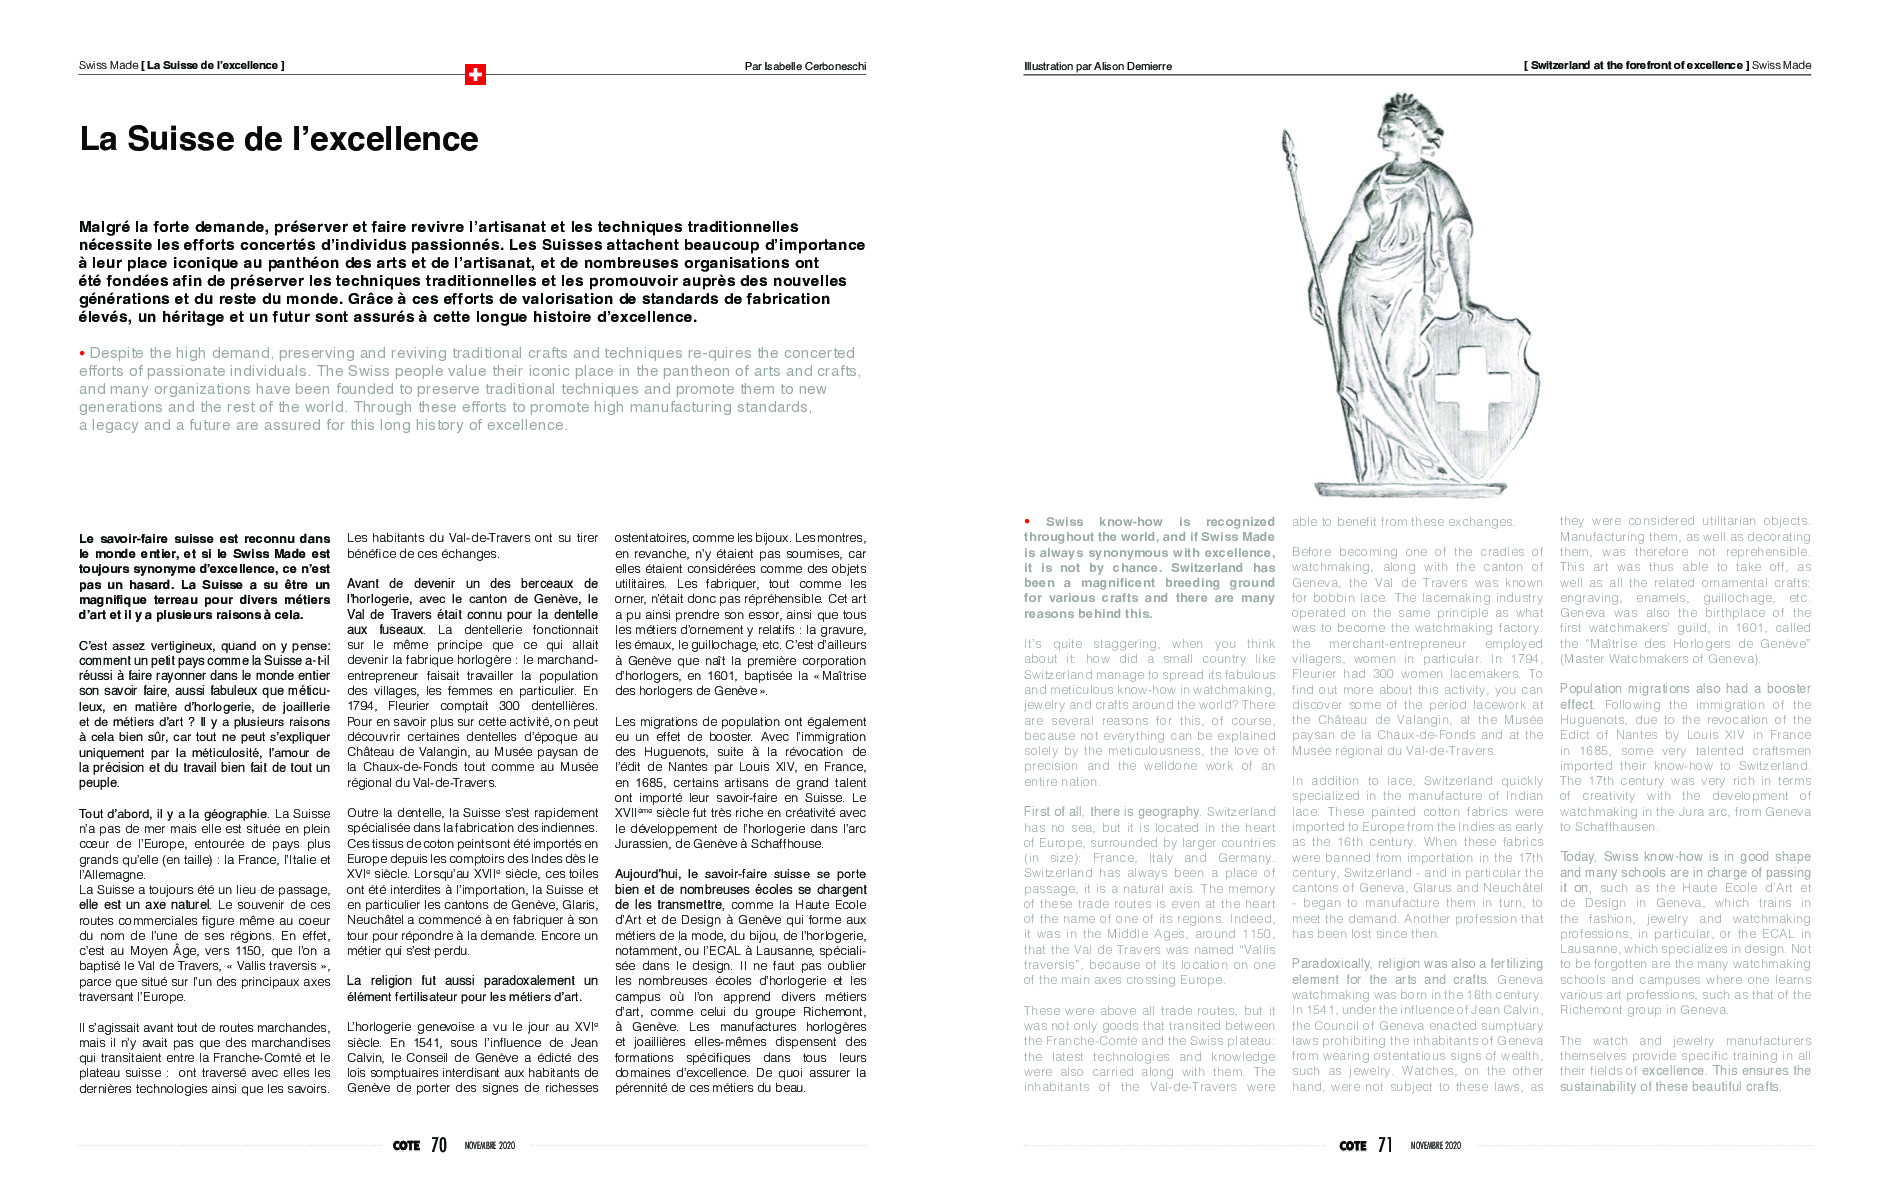 Swiss Made [ La Suisse de l'excellence ]
Par Isabelle Cerboneschi
La Suisse de l'excellence
Malgré la forte demande, préserver et faire revivre l'artisanat et les techniques traditionnelles
nécessite les efforts concertés d'individus passionnés. Les Suisses attachent beaucoup d'importance
à leur place iconique au panthéon des arts et de l'artisanat, et de nombreuses organisations ont
été fondées afin de préserver les techniques traditionnelles et les promouvoir auprès des nouvelles
générations et du reste du monde. Grâce à ces efforts de valorisation de standards de fabrication
élevés, un héritage et un futur sont assurés à cette longue histoire d'excellence.
• Despite the high demand, preserving and reviving traditional crafts and techniques re-quires the concerted
efforts of passionate individuals. The Swiss people value their iconic place in the pantheon of arts and crafts,
and many organizations have been founded to preserve traditional techniques and promote them to new
generations and the rest of the world. Through these efforts to promote high manufacturing standards,
a legacy and a future are assured for this long history of excellence.
Le savoir-faire suisse est reconnu dans
le monde entier, et si le Swiss Made est
toujours synonyme d'excellence, ce n'est
pas un hasard. La Suisse a su être un
magnifique terreau pour divers métiers
d'art et il y a plusieurs raisons à cela.
C'est assez vertigineux, quand on y pense:
comment un petit pays comme la Suisse a-t-il
réussi à faire rayonner dans le monde entier
son savoir faire, aussi fabuleux que méticu-
leux, en matière d'horlogerie, de joaillerie
et de métiers d'art ? Il y a plusieurs raisons
à cela bien sûr, car tout ne peut s'expliquer
uniquement par la méticulosité, l'amour de
la précision et du travail bien fait de tout un
peuple.
Tout d'abord, il y a la géographie. La Suisse
n'a pas de mer mais elle est située en plein
cœur de l'Europe, entourée de pays plus
grands qu'elle (en taille) : la France, l'Italie et
l'Allemagne.
La Suisse a toujours été un lieu de passage,
elle est un axe naturel. Le souvenir de ces
routes commerciales figure même au coeur
du nom de l'une de ses régions. En effet,
c'est au Moyen Âge, vers 1150, que l'on a
baptisé le Val de Travers, « Vallis traversis »,
parce que situé sur l'un des principaux axes
traversant l'Europe.
Il s'agissait avant tout de routes marchandes,
mais il n'y avait pas que des marchandises
qui transitaient entre la Franche-Comté et le
plateau suisse : ont traversé avec elles les
dernières technologies ainsi que les savoirs.
Les habitants du Val-de-Travers ont su tirer
bénéfice de ces échanges.
Avant de devenir un des berceaux de
l'horlogerie, avec le canton de Genève, le
Val de Travers était connu pour la dentelle
aux fuseaux. La dentellerie fonctionnait
sur le même principe que ce qui allait
devenir la fabrique horlogère : le marchand-
entrepreneur faisait travailler la population
des villages, les femmes en particulier. En
1794, Fleurier comptait 300 dentellières.
Pour en savoir plus sur cette activité, on peut
découvrir certaines dentelles d'époque au
Château de Valangin, au Musée paysan de
la Chaux-de-Fonds tout comme au Musée
régional du Val-de-Travers.
Outre la dentelle, la Suisse s'est rapidement
spécialisée dans la fabrication des indiennes.
Ces tissus de coton peints ont été importés en
Europe depuis les comptoirs des Indes dès le
XVIe siècle. Lorsqu'au XVIIe siècle, ces toiles
ont été interdites à l'importation, la Suisse et
en particulier les cantons de Genève, Glaris,
Neuchâtel a commencé à en fabriquer à son
tour pour répondre à la demande. Encore un
métier qui s'est perdu.
La religion fut aussi paradoxalement un
élément fertilisateur pour les métiers d'art.
L'horlogerie genevoise a vu le jour au XVIe
siècle. En 1541, sous l'influence de Jean
Calvin, le Conseil de Genève a édicté des
lois somptuaires interdisant aux habitants de
Genève de porter des signes de richesses
ostentatoires, comme les bijoux. Les montres,
en revanche, n'y étaient pas soumises, car
elles étaient considérées comme des objets
utilitaires. Les fabriquer, tout comme les
orner, n'était donc pas répréhensible. Cet art
a pu ainsi prendre son essor, ainsi que tous
les métiers d'ornement y relatifs : la gravure,
les émaux, le guillochage, etc. C'est d'ailleurs
à Genève que naît la première corporation
d'horlogers, en 1601, baptisée la « Maîtrise
des horlogers de Genève ».
Les migrations de population ont également
eu un effet de booster. Avec l'immigration
des Huguenots, suite à la révocation de
l'édit de Nantes par Louis XIV, en France,
en 1685, certains artisans de grand talent
ont importé leur savoir-faire en Suisse. Le
XVIIème siècle fut très riche en créativité avec
le développement de l'horlogerie dans l'arc
Jurassien, de Genève à Schaffhouse.
Aujourd'hui, le savoir-faire suisse se porte
bien et de nombreuses écoles se chargent
de les transmettre, comme la Haute Ecole
d'Art et de Design à Genève qui forme aux
métiers de la mode, du bijou, de l'horlogerie,
notamment, ou l'ECAL à Lausanne, spéciali-
sée dans le design. Il ne faut pas oublier
les nombreuses écoles d'horlogerie et les
campus où l'on apprend divers métiers
d'art, comme celui du groupe Richemont,
à Genève. Les manufactures horlogères
et joaillières elles-mêmes dispensent des
formations spécifiques dans tous leurs
domaines d'excellence. De quoi assurer la
pérennité de ces métiers du beau.
COTE 70 NOVEMBRE 2020
Illustration par Alison Demierre
[ Switzerland at the forefront of excellence ] Swiss Made
• Swiss know-how is recognized
throughout the world, and if Swiss Made
is always synonymous with excellence,
it is not by chance. Switzerland has
been a magnificent breeding ground
for various crafts and there are many
reasons behind this.
It's quite staggering, when you think
about it: how did a small country like
Switzerland manage to spread its fabulous
and meticulous know-how in watchmaking,
jewelry and crafts around the world? There
are several reasons for this, of course,
because not everything can be explained
solely by the meticulousness, the love of
precision and the welldone work of an
entire nation.
First of all, there is geography. Switzerland
has no sea, but it is located in the heart
of Europe, surrounded by larger countries
(in size): France, Italy and Germany.
Switzerland has always been a place of
passage, it is a natural axis. The memory
of these trade routes is even at the heart
of the name of one of its regions. Indeed,
it was in the Middle Ages, around 1150,
that the Val de Travers was named "Vallis
traversis", because of its location on one
of the main axes crossing Europe.
These were above all trade routes, but it
was not only goods that transited between
the Franche-Comté and the Swiss plateau:
the latest technologies and knowledge
were also carried along with them. The
inhabitants of the Val-de-Travers were
able to benefit from these exchanges.
Before becoming one of the cradles of
watchmaking, along with the canton of
Geneva, the Val de Travers was known
for bobbin lace. The lacemaking industry
operated on the same principle as what
was to become the watchmaking factory:
the merchant-entrepreneur employed
villagers, women in particular. In 1794,
Fleurier had 300 women lacemakers. To
find out more about this activity, you can
discover some of the period lacework at
the Château de Valangin, at the Musée
paysan de la Chaux-de-Fonds and at the
Musée régional du Val-de-Travers.
In addition to lace, Switzerland quickly
specialized in the manufacture of Indian
lace. These painted cotton fabrics were
imported to Europe from the Indies as early
as the 16th century. When these fabrics
were banned from importation in the 17th
century, Switzerland - and in particular the
cantons of Geneva, Glarus and Neuchâtel
- began to manufacture them in turn, to
meet the demand. Another profession that
has been lost since then.
Paradoxically, religion was also a fertilizing
element for the arts and crafts. Geneva
watchmaking was born in the 16th century.
In 1541, under the influence of Jean Calvin,
the Council of Geneva enacted sumptuary
laws prohibiting the inhabitants of Geneva
from wearing ostentatious signs of wealth,
such as jewelry. Watches, on the other
hand, were not subject to these laws, as
they were considered utilitarian objects.
Manufacturing them, as well as decorating
them, was therefore not reprehensible.
This art was thus able to take off, as
well as all the related ornamental crafts:
engraving, enamels, guillochage, etc.
Geneva was also the birthplace of the
first watchmakers' guild, in 1601, called
the "Maîtrise des Horlogers de Genève"
(Master Watchmakers of Geneva).
Population migrations also had a booster
effect. Following the immigration of the
Huguenots, due to the revocation of the
Edict of Nantes by Louis XIV in France
in 1685, some very talented craftsmen
imported their know-how to Switzerland.
The 17th century was very rich in terms
of creativity with the development of
watchmaking in the Jura arc, from Geneva
to Schaffhausen.
Today, Swiss know-how is in good shape
and many schools are in charge of passing
it on, such as the Haute Ecole d'Art et
de Design in Geneva, which trains in
the fashion, jewelry and watchmaking
professions, in particular, or the ECAL in
Lausanne, which specializes in design. Not
to be forgotten are the many watchmaking
schools and campuses where one learns
various art professions, such as that of the
Richemont group in Geneva.
The watch and jewelry manufacturers
themselves provide specific training in all
their fields of excellence. This ensures the
sustainability of these beautiful crafts.
COTE 71 NOVEMBRE 2020